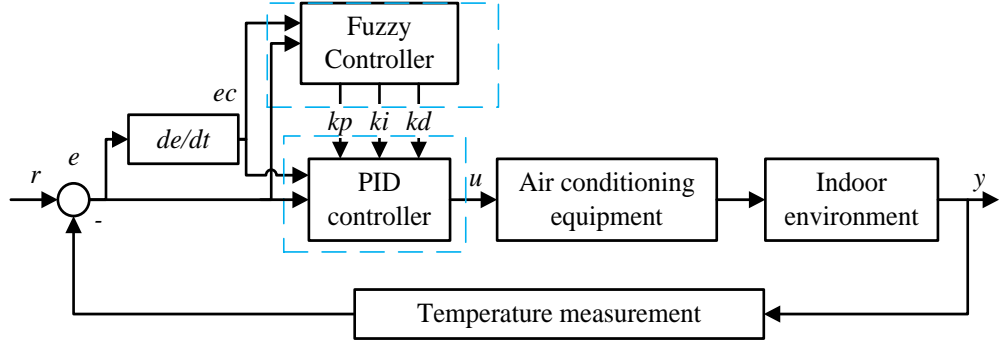 Fuzzy
Controller
ec
kp ki kd
de/dt
e
r
-
PID
controller
u
Air conditioning
equipment
Indoor
environment
y
Temperature measurement